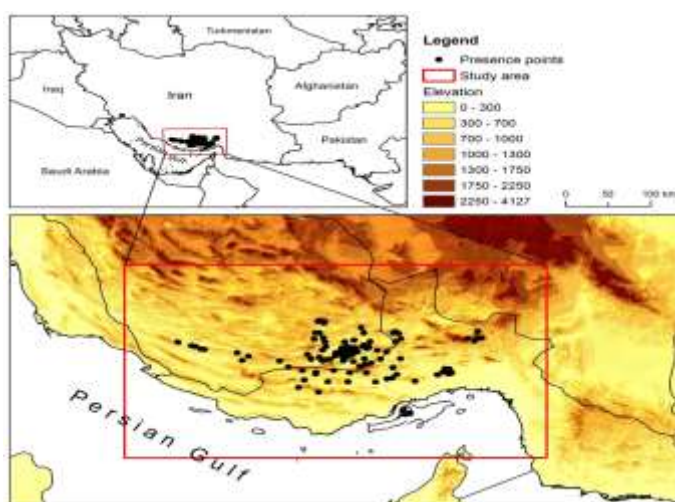 Turkmenistan
Iraq
Iran
Afghanistan
Pakistan
Saudi Arabia
Legend
Presence points
Study area
Elevation
0 - 300
300 - 700
700 - 1000
1000 - 1300
1300 - 1750
1750 - 2250
2250 - 4127
0 50 100 km
Persian Gulf